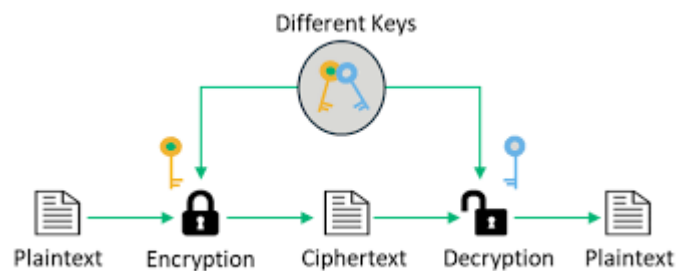 Different Keys
Plaintext Encryption Ciphertext Decryption Plaintext